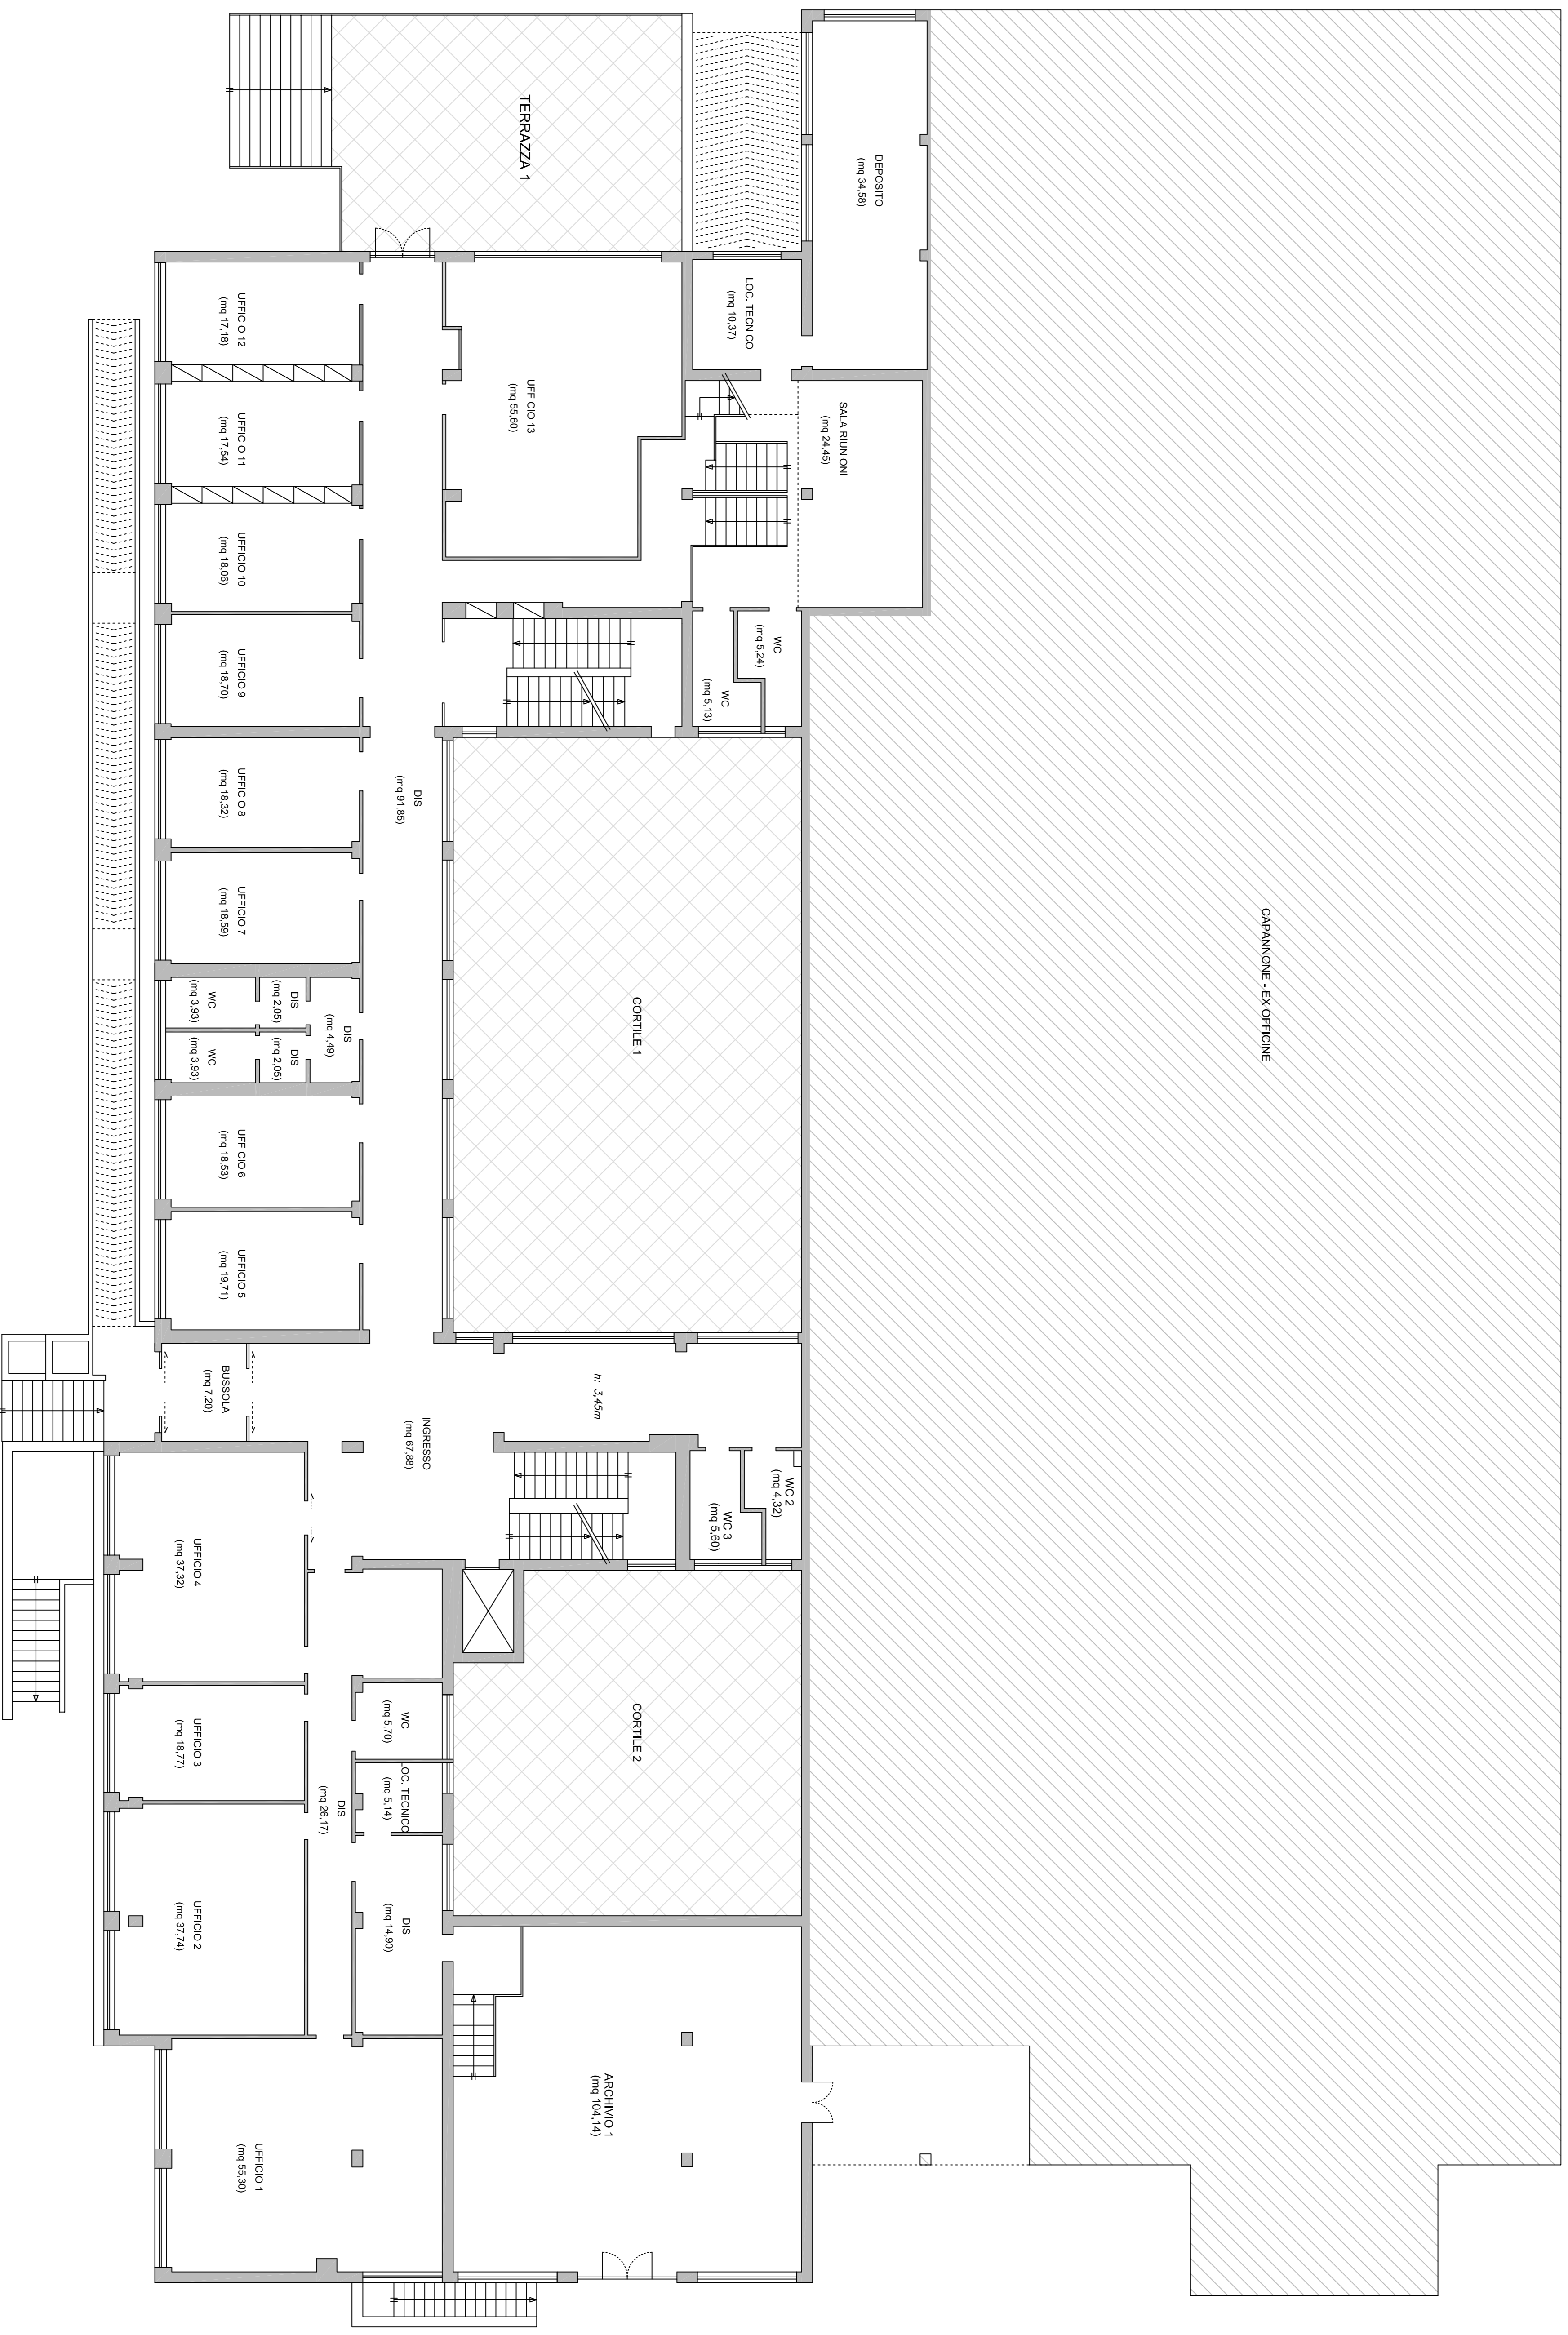 CAPANNONE - EX OFFICINE
DEPOSITO
(mq 34,58)
SALA RIUNIONI
(mq 24,45)
LOC. TECNICO
(mq 10,37)
WC
(mq 5,24)
WC
(mq 5,13)
WC 2
(mq 4,32)
WC 3
(mq 5,60)
TERRAZZA 1
UFFICIO 13
(mq 55,60)
CORTILE 1
h: 3,45m
CORTILE 2
ARCHIVIO 1
(mq 104,14)
DIS
(mq 91,85)
INGRESSO
(mq 67,88)
WC
(mq 5,70)
LOC. TECNICO
(mq 5,14)
DIS
(mq 14,90)
DIS
(mq 4,49)
DIS
(mq 2,05)
DIS
(mq 2,05)
DIS
(mq 26,17)
UFFICIO 12
(mq 17,18)
UFFICIO 11
(mq 17,54)
UFFICIO 10
(mq 18,06)
UFFICIO 9
(mq 18,70)
UFFICIO 8
(mq 18,32)
UFFICIO 7
(mq 18,59)
WC
(mq 3,93)
WC
(mq 3,93)
UFFICIO 6
(mq 18,53)
UFFICIO 5
(mq 19,71)
BUSSOLA
(mq 7,20)
UFFICIO 4
(mq 37,32)
UFFICIO 3
(mq 18,77)
UFFICIO 2
(mq 37,74)
UFFICIO 1
(mq 55,30)